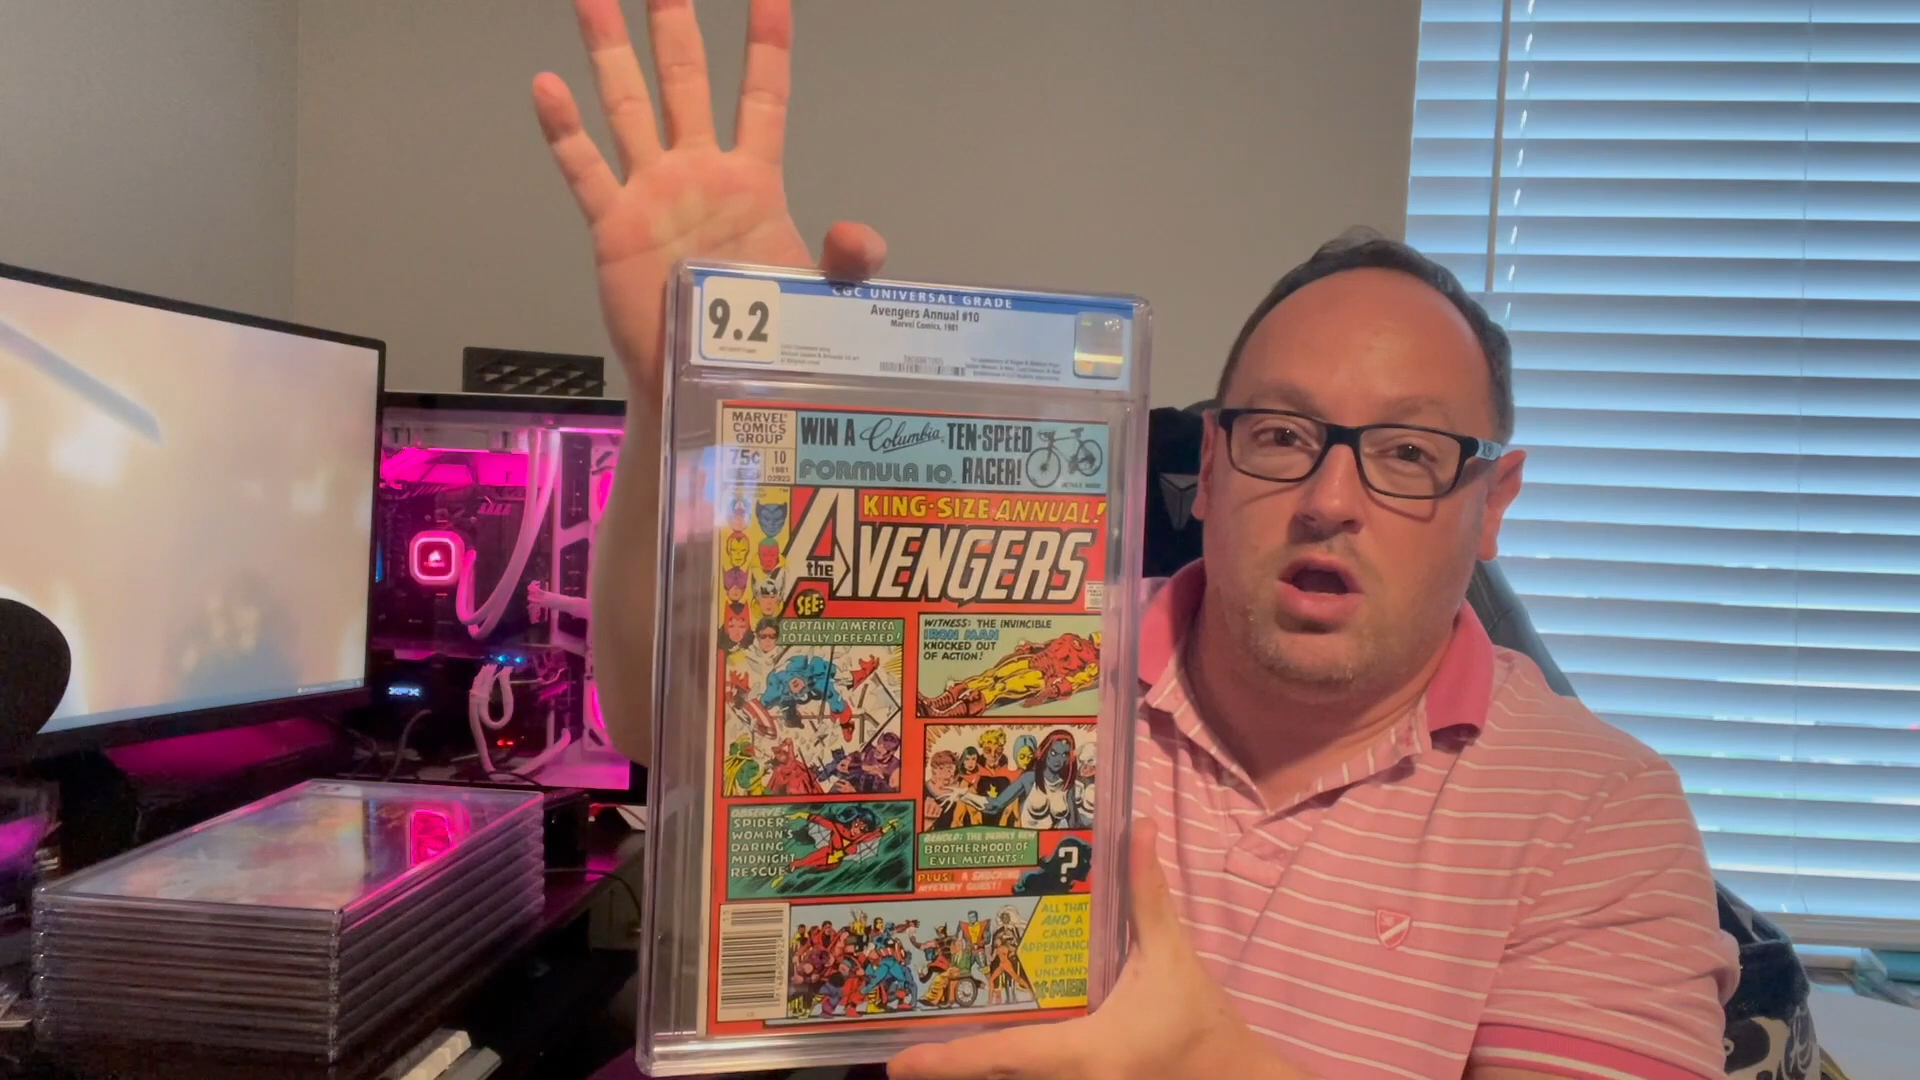 CGC UNIVERSAL GRADE
9.2
Avengers Annual #10
Marvel Comics, 1981
MARVEL
COMICS
GROUP
75¢
10
1981
02922
WIN A Columbia TEN-SPEED
FORMULA 10 RACER!
KING-SIZE ANNUAL!
the AVENGERS
SEE:
CAPTAIN AMERICA
TOTALLY DEFEATED!
WITNESS: THE INVINCIBLE
IRON MAN
KNOCKED OUT
OF ACTION!
OBSERVE:
SPIDER-
WOMAN'S
DARING
MIDNIGHT
RESCUE!
BEHOLD: THE DEADLY NEW
BROTHERHOOD OF
EVIL MUTANTS!
PLUS: A SHOCKING
MYSTERY GUEST!
?
ALL THAT
AND A
CAMEO
APPEARANCE
BY THE
UNCANNY
X-MEN